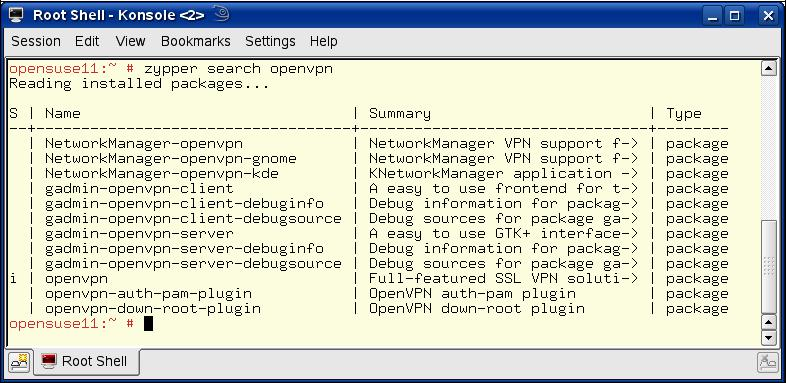 Root Shell - Konsole <2>
Session Edit View Bookmarks Settings Help
opensuse11:~ # zypper search openvpn
Reading installed packages...
S | Name | Summary | Type
--+---------------------------------+-----------------------------+--------
| NetworkManager-openvpn | NetworkManager VPN support f-> | package
| NetworkManager-openvpn-gnome | NetworkManager VPN support f-> | package
| NetworkManager-openvpn-kde | KNetworkManager application -> | package
| gadmin-openvpn-client | A easy to use frontend for t-> | package
| gadmin-openvpn-client-debuginfo | Debug information for packag-> | package
| gadmin-openvpn-client-debugsource | Debug sources for package ga-> | package
| gadmin-openvpn-server | A easy to use GTK+ interface-> | package
| gadmin-openvpn-server-debuginfo | Debug information for packag-> | package
| gadmin-openvpn-server-debugsource | Debug sources for package ga-> | package
i | openvpn | Full-featured SSL VPN soluti-> | package
| openvpn-auth-pam-plugin | OpenVPN auth-pam plugin | package
| openvpn-down-root-plugin | OpenVPN down-root plugin | package
opensuse11:~ #
Root Shell